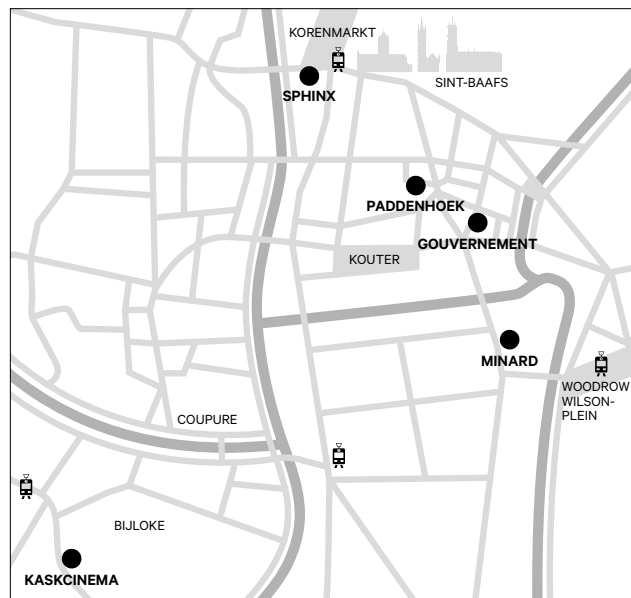 KORENMARKT
SINT-BAAFS
SPHINX
PADDENHOEK
GOUVERNEMENT
KOUTER
MINARD
WOODROW
WILSON-
PLEIN
COUPURE
BIJLOKE
KASKCINEMA